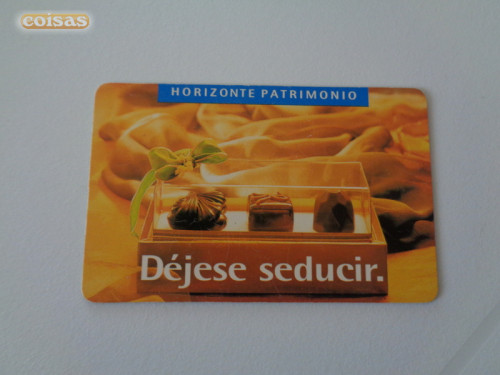 coisas
HORIZONTE PATRIMONIO
Déjese seducir.